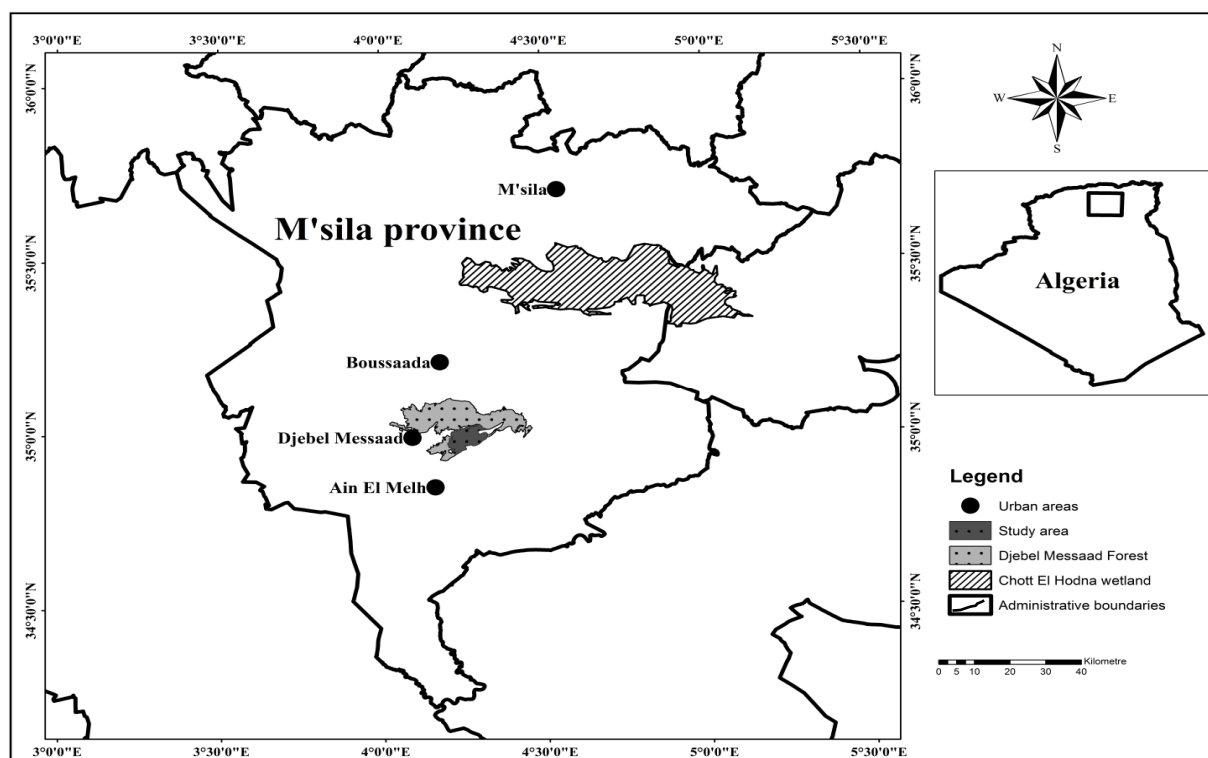 3°0'0"E 3°30'0"E 4°0'0"E 4°30'0"E 5°0'0"E 5°30'0"E
36°0'0"N
35°30'0"N
35°0'0"N
34°30'0"N
M'sila
M'sila province
Boussaada
Djebel Messaad
Ain El Melh
36°0'0"N
35°30'0"N
35°0'0"N
34°30'0"N
3°0'0"E 3°30'0"E 4°0'0"E 4°30'0"E 5°0'0"E 5°30'0"E
N
W E
S
Algeria
Legend
Urban areas
Study area
Djebel Messaad Forest
Chott El Hodna wetland
Administrative boundaries
Kilometre
0 5 10 20 30 40